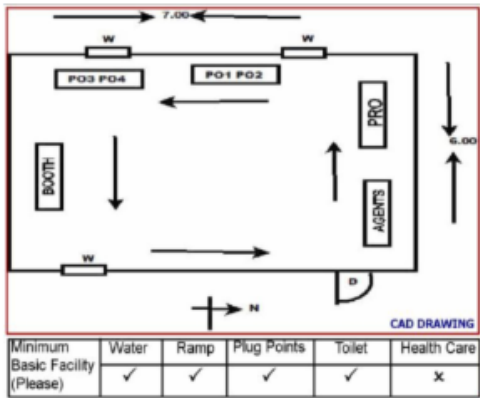 7.00
W
W
PO3 PO4
PO1 PO2
PRO
6.00
BOOTH
AGENTS
W
D
N
CAD DRAWING
Minimum Basic Facility (Please)
Water
Ramp
Plug Points
Toilet
Health Care
✓
✓
✓
✓
x